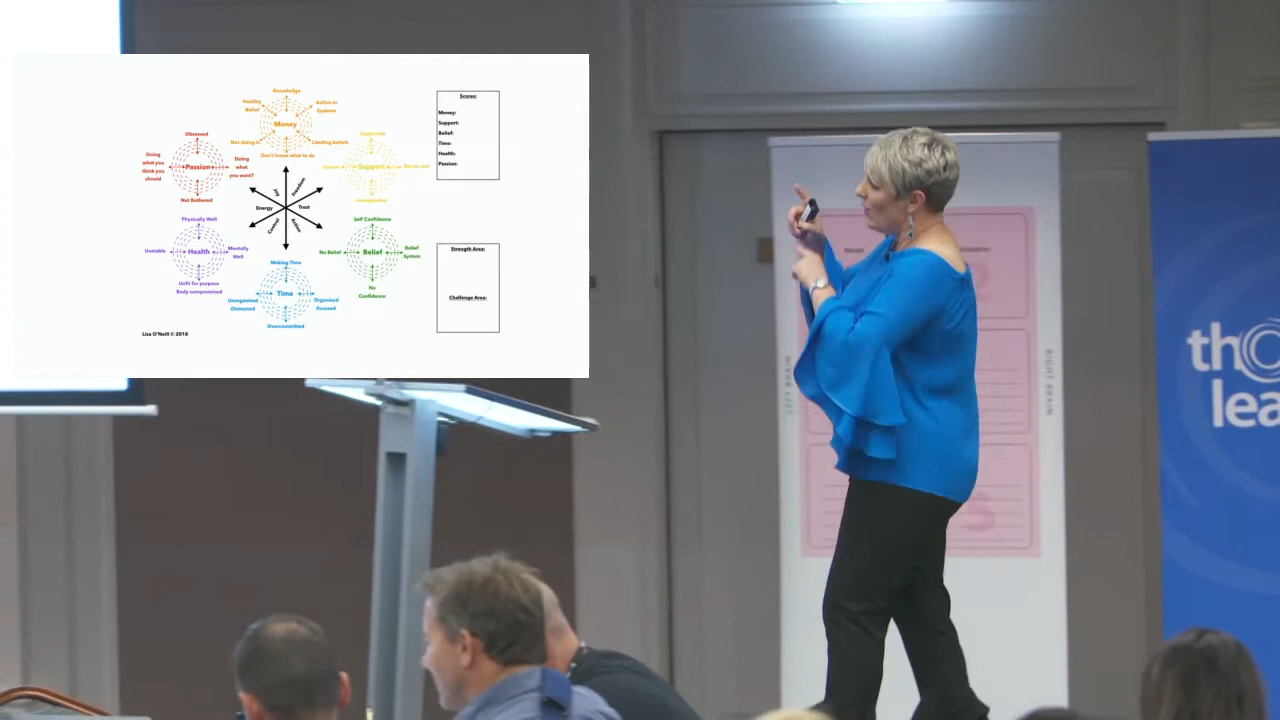 Knowledge
Healthy
Belief
Action or
Systems
Money
Not doing it.
Limiting beliefs
Don't know what to do
Obsessed
Doing
what you
think you
should
Passion
Doing
what
you want?
Not Bothered
Supported
Support
Unsupported
Joy
Freedom
Energy
Trust
Control
Action
Physically Well
Unstable
Health
Mentally
Well
Unfit for purpose
Body compromised
Self Confidence
No Belief
Belief
Belief
System
No
Confidence
Making Time
Unorganised
Distracted
Time
Organised
Focused
Overcommitted
Lisa O'Neill © 2018
Scores:
Money:
Support:
Belief:
Time:
Health:
Passion:
Strength Area:
Challenge Area:
LEFT BRAIN
RIGHT BRAIN
tho
lea